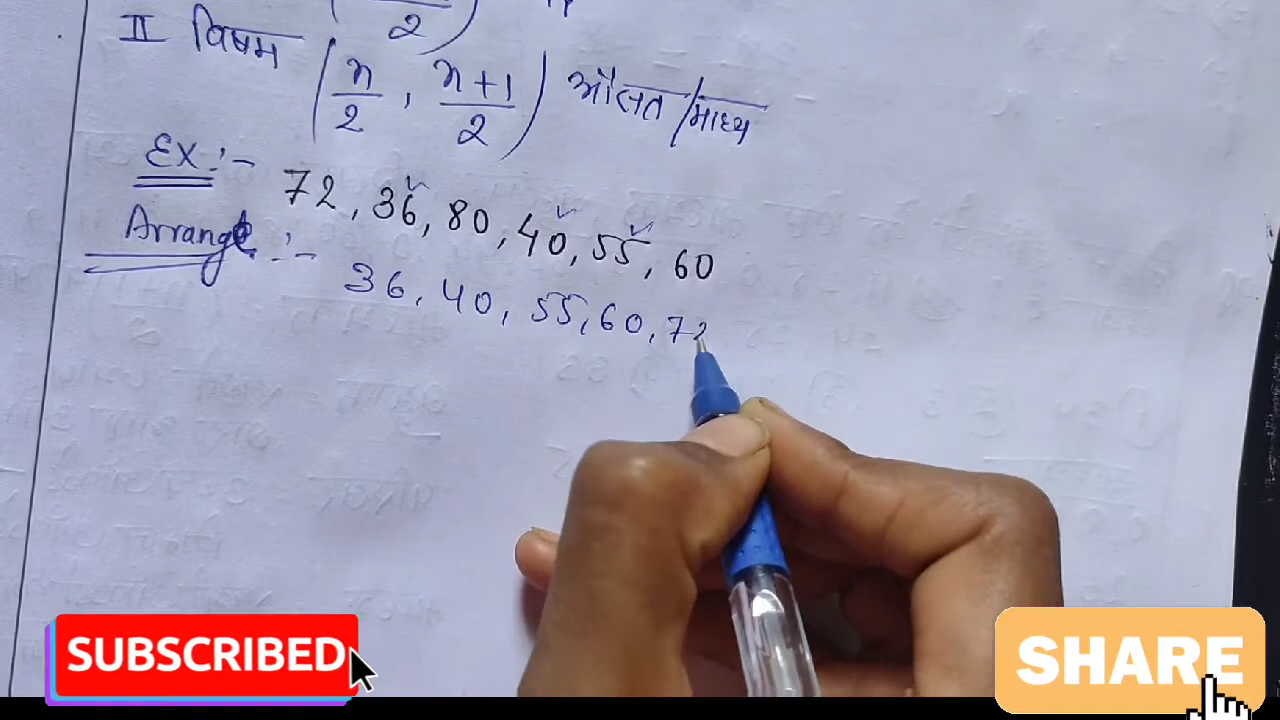 2
II विषम (n/2, n+1/2) औसत/माध्य
Ex:-
72, 36, 80, 40, 55, 60
Arrange:-
36, 40, 55, 60, 72
SUBSCRIBED
SHARE